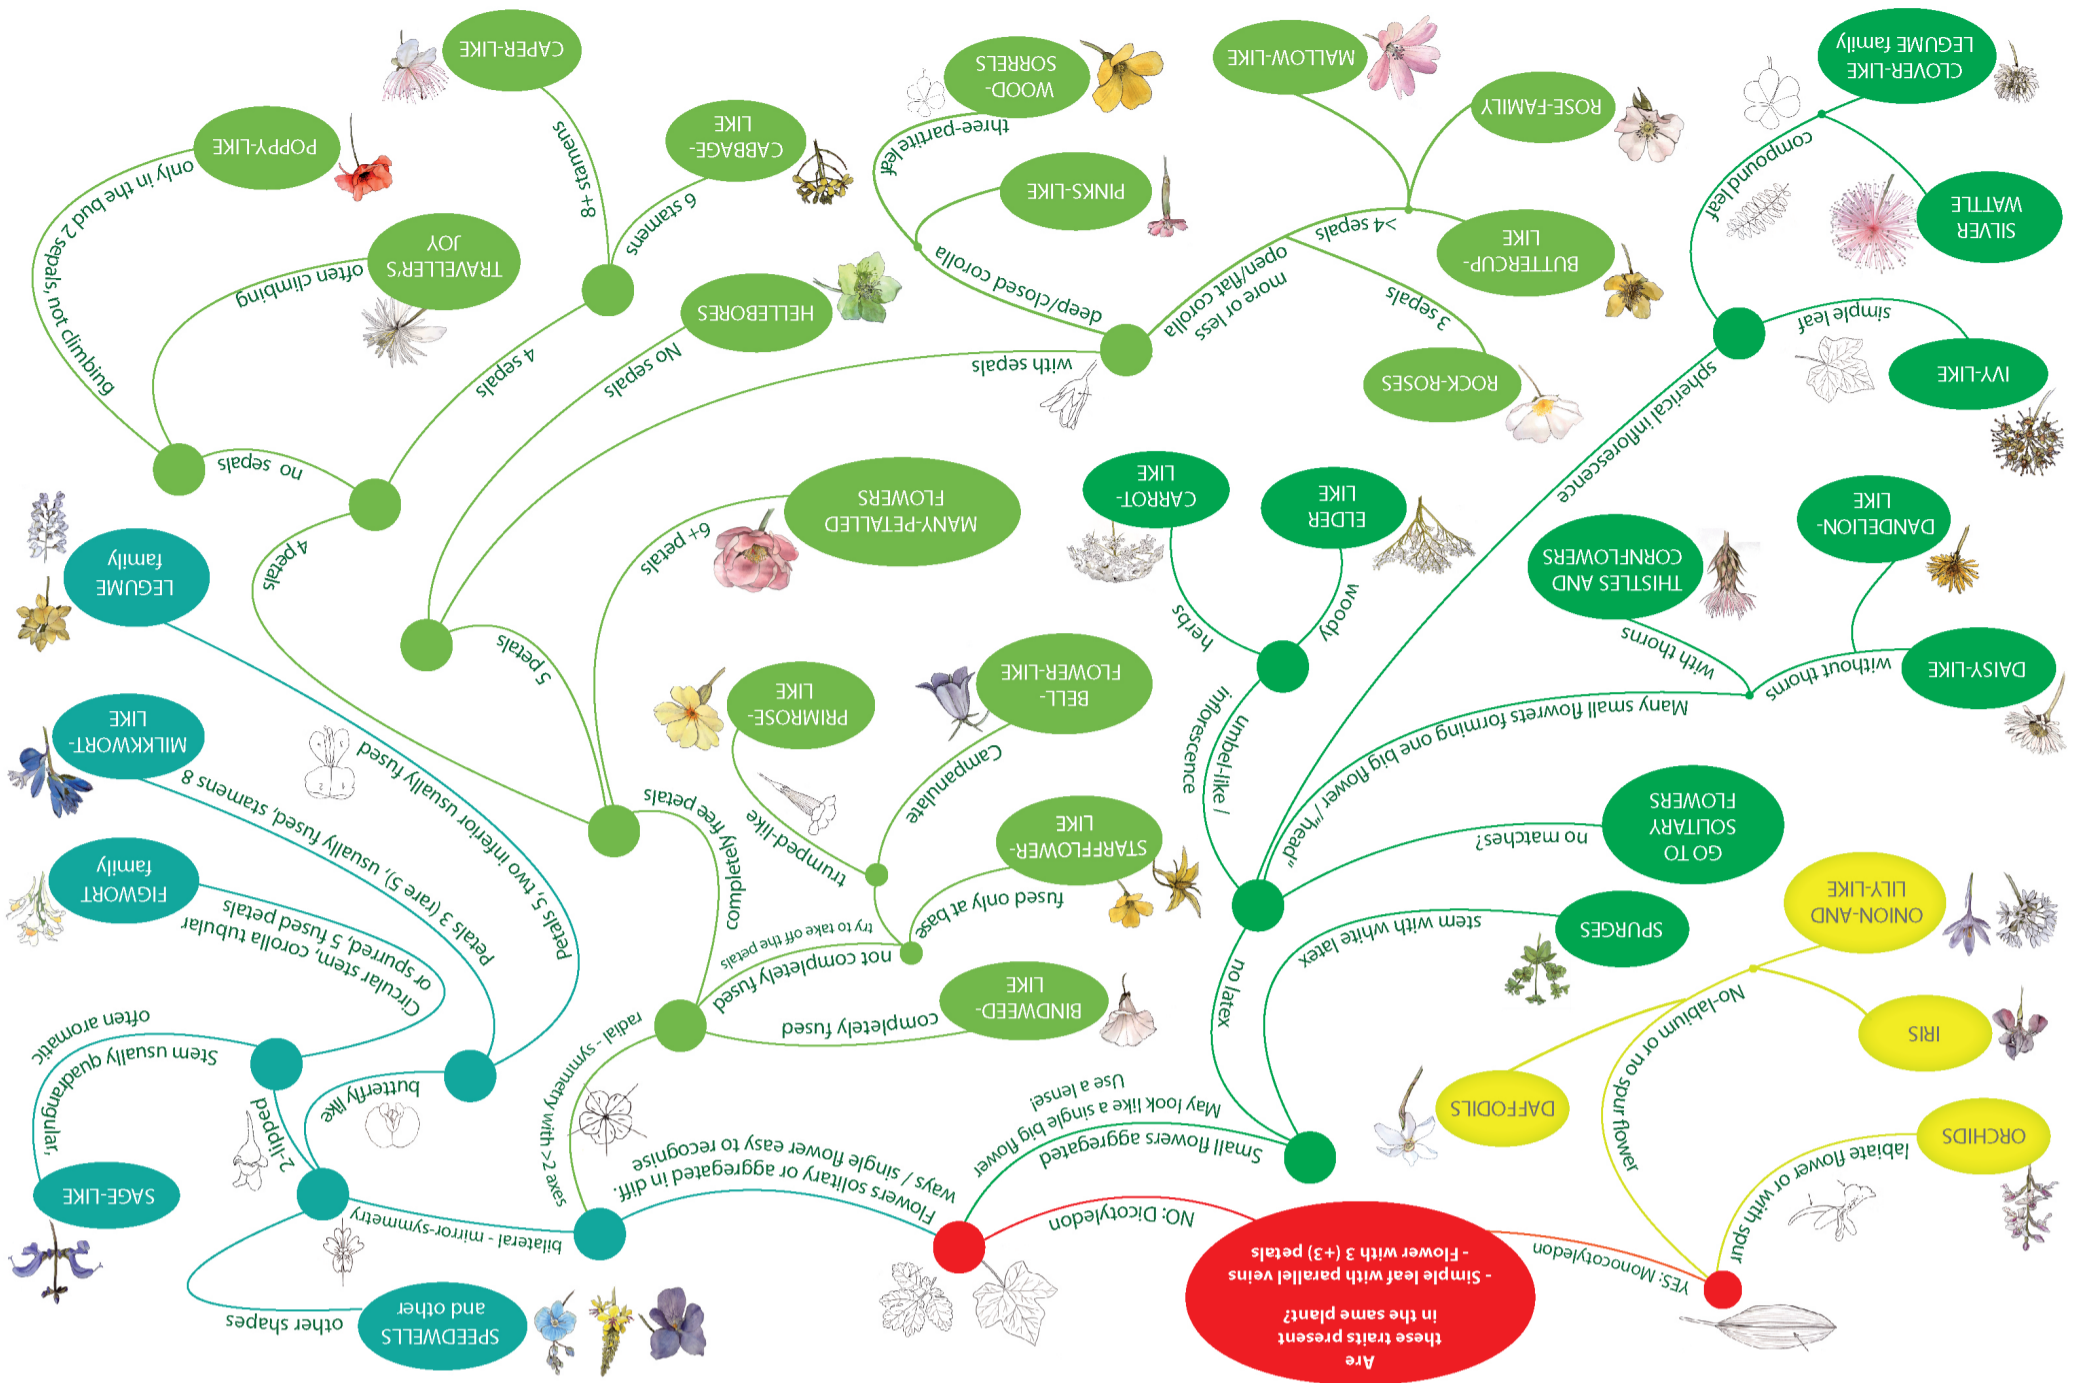 Are
these traits present
in the same plant?
- Simple leaf with parallel veins
- Flower with 3 (+3) petals
YES: Monocotyledon
NO: Dicotyledon
with spur
labiate flower or
ORCHIDS
No-labium or no spur flower
DAFFODILS
IRIS
ONION-AND
LILY-LIKE
Small flowers aggregated
May look like a single big flower
Use a lense!
stem with white latex
SPURGES
no latex
no matches?
GO TO
SOLITARY
FLOWERS
Many small flowrets forming one big flower / "head"
without thorns
DAISY-LIKE
DANDELION-
LIKE
with thorns
THISTLES AND
CORNFLOWERS
spherical inflorescence
simple leaf
IVY-LIKE
compound leaf
SILVER
WATTLE
CLOVER-LIKE
LEGUME family
umbel-like /
inflorescence
woody
ELDER
LIKE
herbs
CARROT-
LIKE
Flowers solitary or aggregated in diff.
ways / single flower easy to recognise
radial - symmetry with > 2 axes
completely fused
BINDWEED-
LIKE
not completely fused
try to take off the petals
fused only at base
STARFFLOWER-
LIKE
Campanulate
BELL-
FLOWER-LIKE
trumped-like
PRIMROSE-
LIKE
completely free petals
6+ petals
MANY-PETALLED
FLOWERS
5 petals
with sepals
more or less
open/flat corolla
3 sepals
ROCK-ROSES
>4 sepals
BUTTERCUP-
LIKE
ROSE-FAMILY
MALLOW-LIKE
deep/closed corolla
PINKS-LIKE
three-partite leaf
WOOD-
SORRELS
No sepals
HELLEBORES
4 petals
4 sepals
6 stamens
CABBAGE-
LIKE
8+ stamens
CAPER-LIKE
no sepals
often climbing
TRAVELLER'S
JOY
only in the bud 2 sepals, not climbing
POPPY-LIKE
bilateral - mirror-symmetry
other shapes
SPEEDWELLS
and other
2-lipped
Stem usually quadrangular,
often aromatic
SAGE-LIKE
Circular stem, corolla tubular
or spurred, 5 fused petals
FIGWORT
family
butterfly like
Petals 3 (rare 5), usually fused, stamens 8
MILKKWORT-
LIKE
Petals 5, two inferior usually fused
LEGUME
family